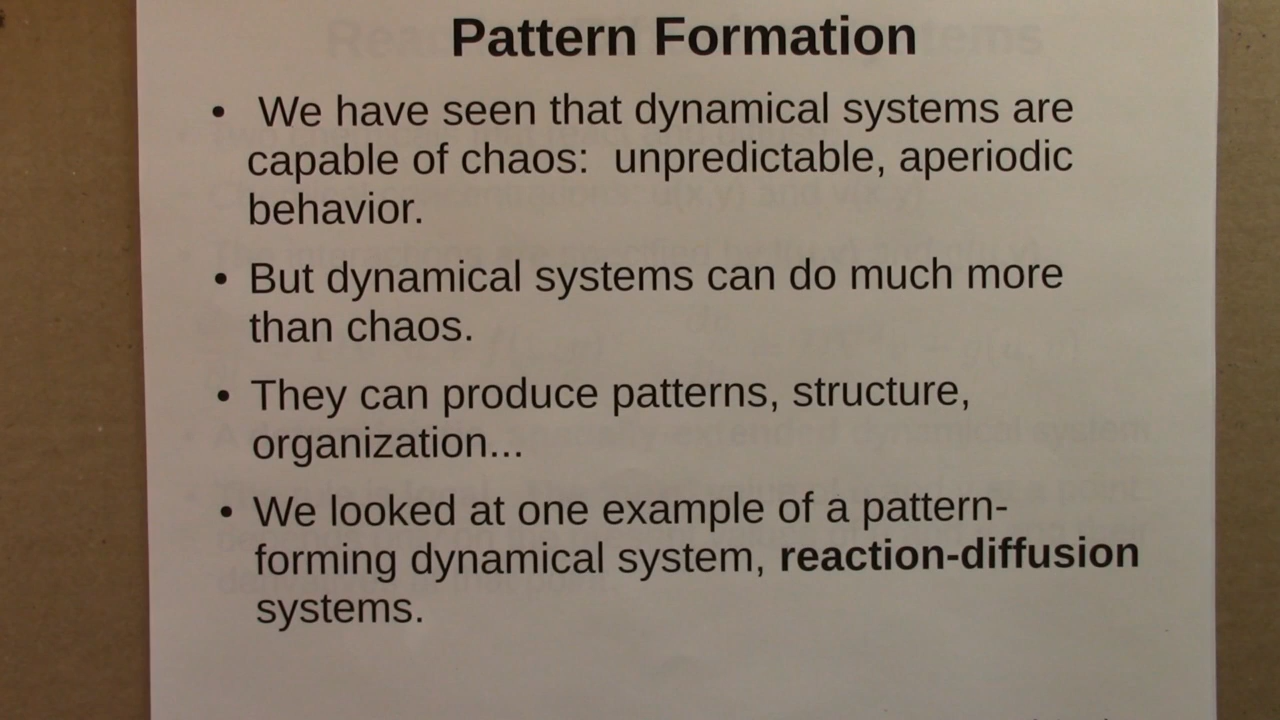 Pattern Formation
• We have seen that dynamical systems are
capable of chaos: unpredictable, aperiodic
behavior.
• But dynamical systems can do much more
than chaos.
• They can produce patterns, structure,
organization...
• We looked at one example of a pattern-
forming dynamical system, reaction-diffusion
systems.